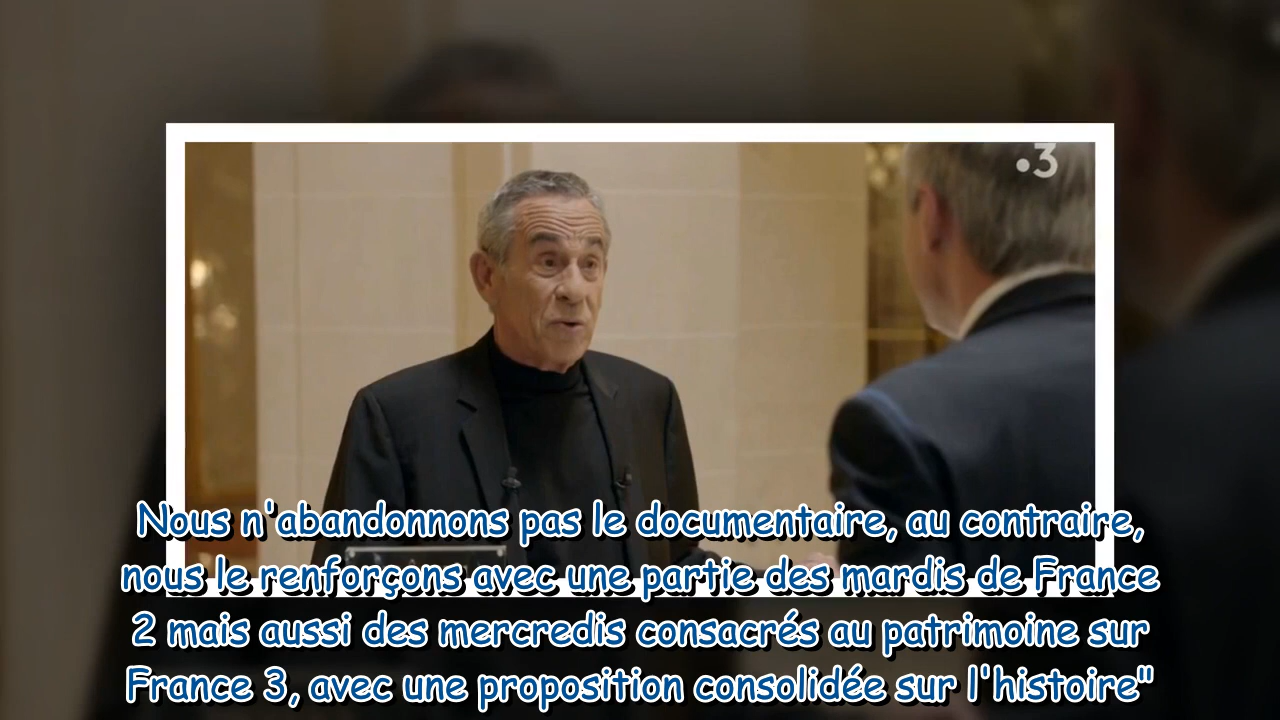 •3
Nous n'abandonnons pas le documentaire, au contraire,
nous le renforçons avec une partie des mardis de France
2 mais aussi des mercredis consacrés au patrimoine sur
France 3, avec une proposition consolidée sur l'histoire"